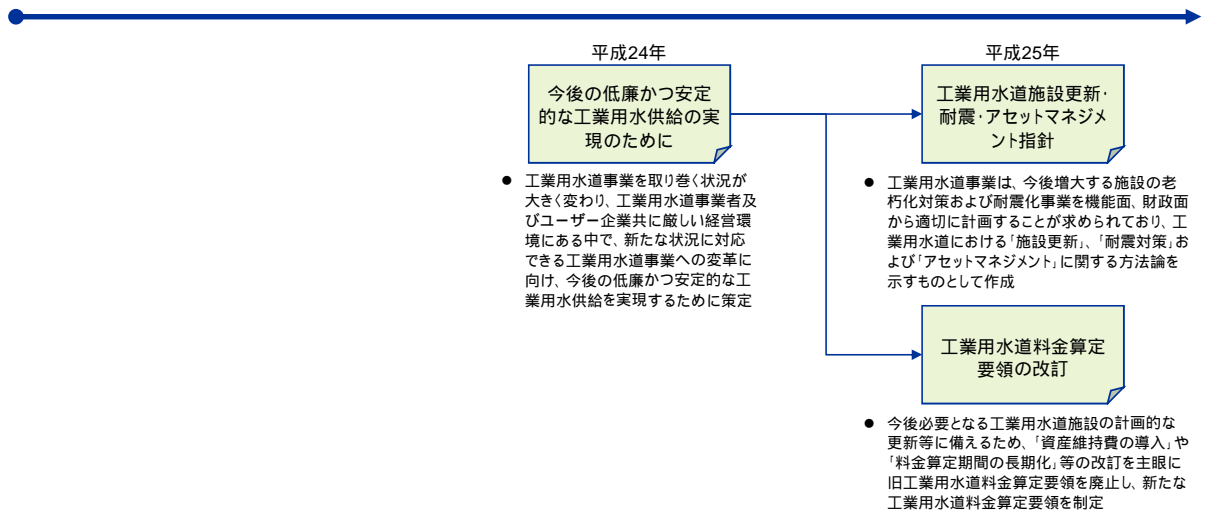 平成24年
今後の低廉かつ安定
的な工業用水供給の実
現のために
● 工業用水道事業を取り巻く状況が
大きく変わり、工業用水道事業者及
びユーザー企業共に厳しい経営環
境にある中で、新たな状況に対応
できる工業用水道事業への変革に
向け、今後の低廉かつ安定的な工
業用水供給を実現するために策定
平成25年
工業用水道施設更新・
耐震・アセットマネジメ
ント指針
● 工業用水道事業は、今後増大する施設の老
朽化対策および耐震化事業を機能面、財政面
から適切に計画することが求められており、工
業用水道における「施設更新」、「耐震対策」お
よび「アセットマネジメント」に関する方法論を
示すものとして作成
工業用水道料金算定
要領の改訂
● 今後必要となる工業用水道施設の計画的な
更新等に備えるため、「資産維持費の導入」や
「料金算定期間の長期化」等の改訂を主眼に
旧工業用水道料金算定要領を廃止し、新たな
工業用水道料金算定要領を制定